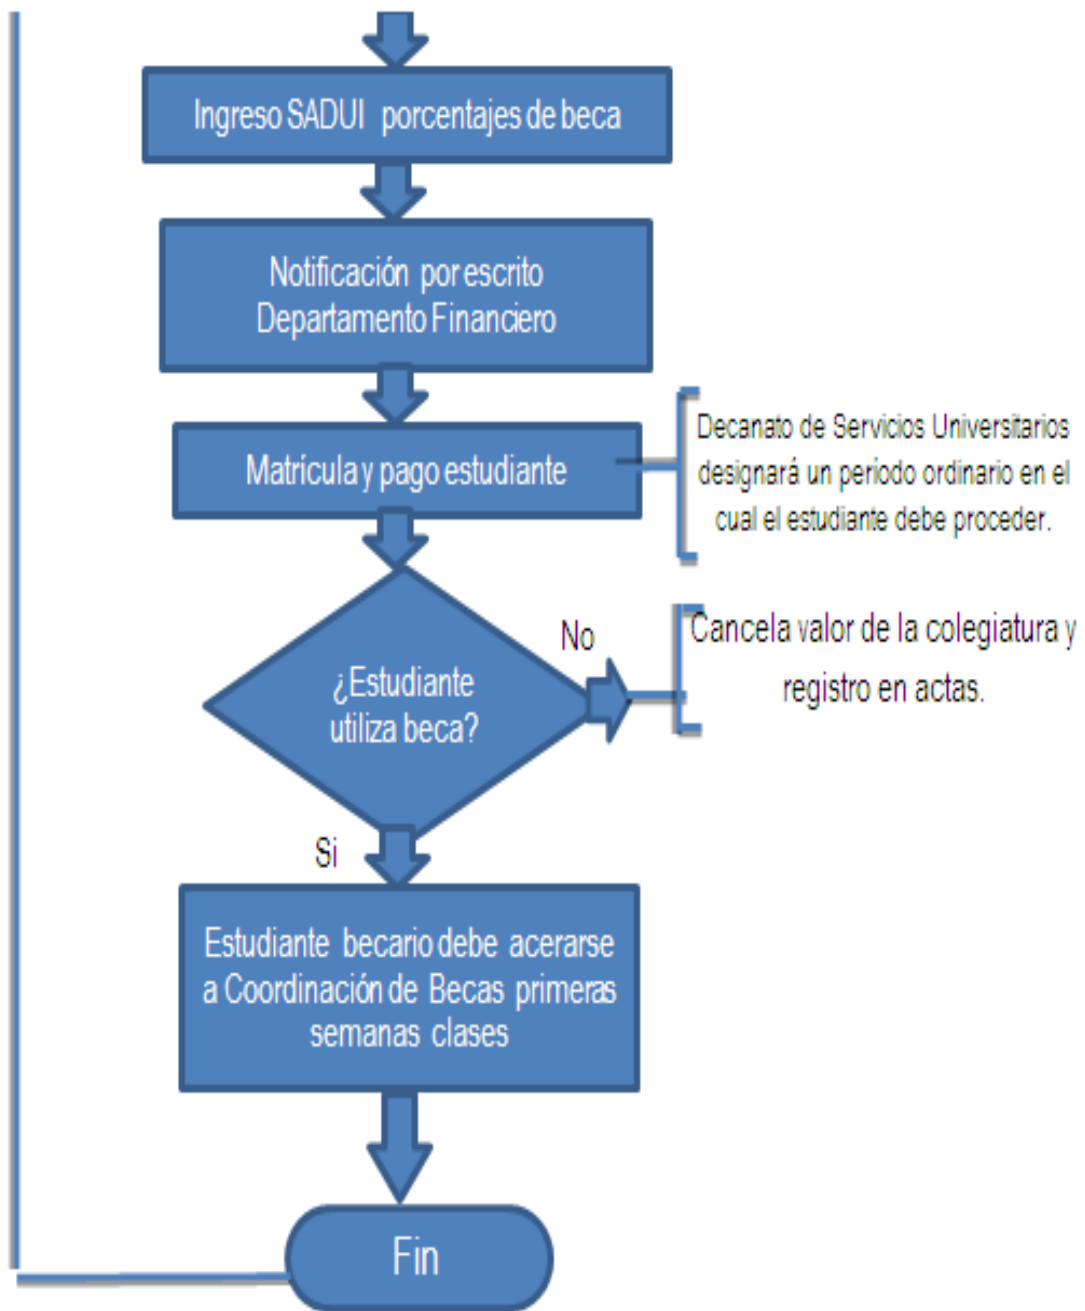 Ingreso SADUI porcentajes de beca
Notificación por escrito
Departamento Financiero
Matrícula y pago estudiante
Decanato de Servicios Universitarios
designará un período ordinario en el
cual el estudiante debe proceder.
¿Estudiante
utiliza beca?
No
Cancela valor de la colegiatura y
registro en actas.
Si
Estudiante becario debe acerarse
a Coordinación de Becas primeras
semanas clases
Fin